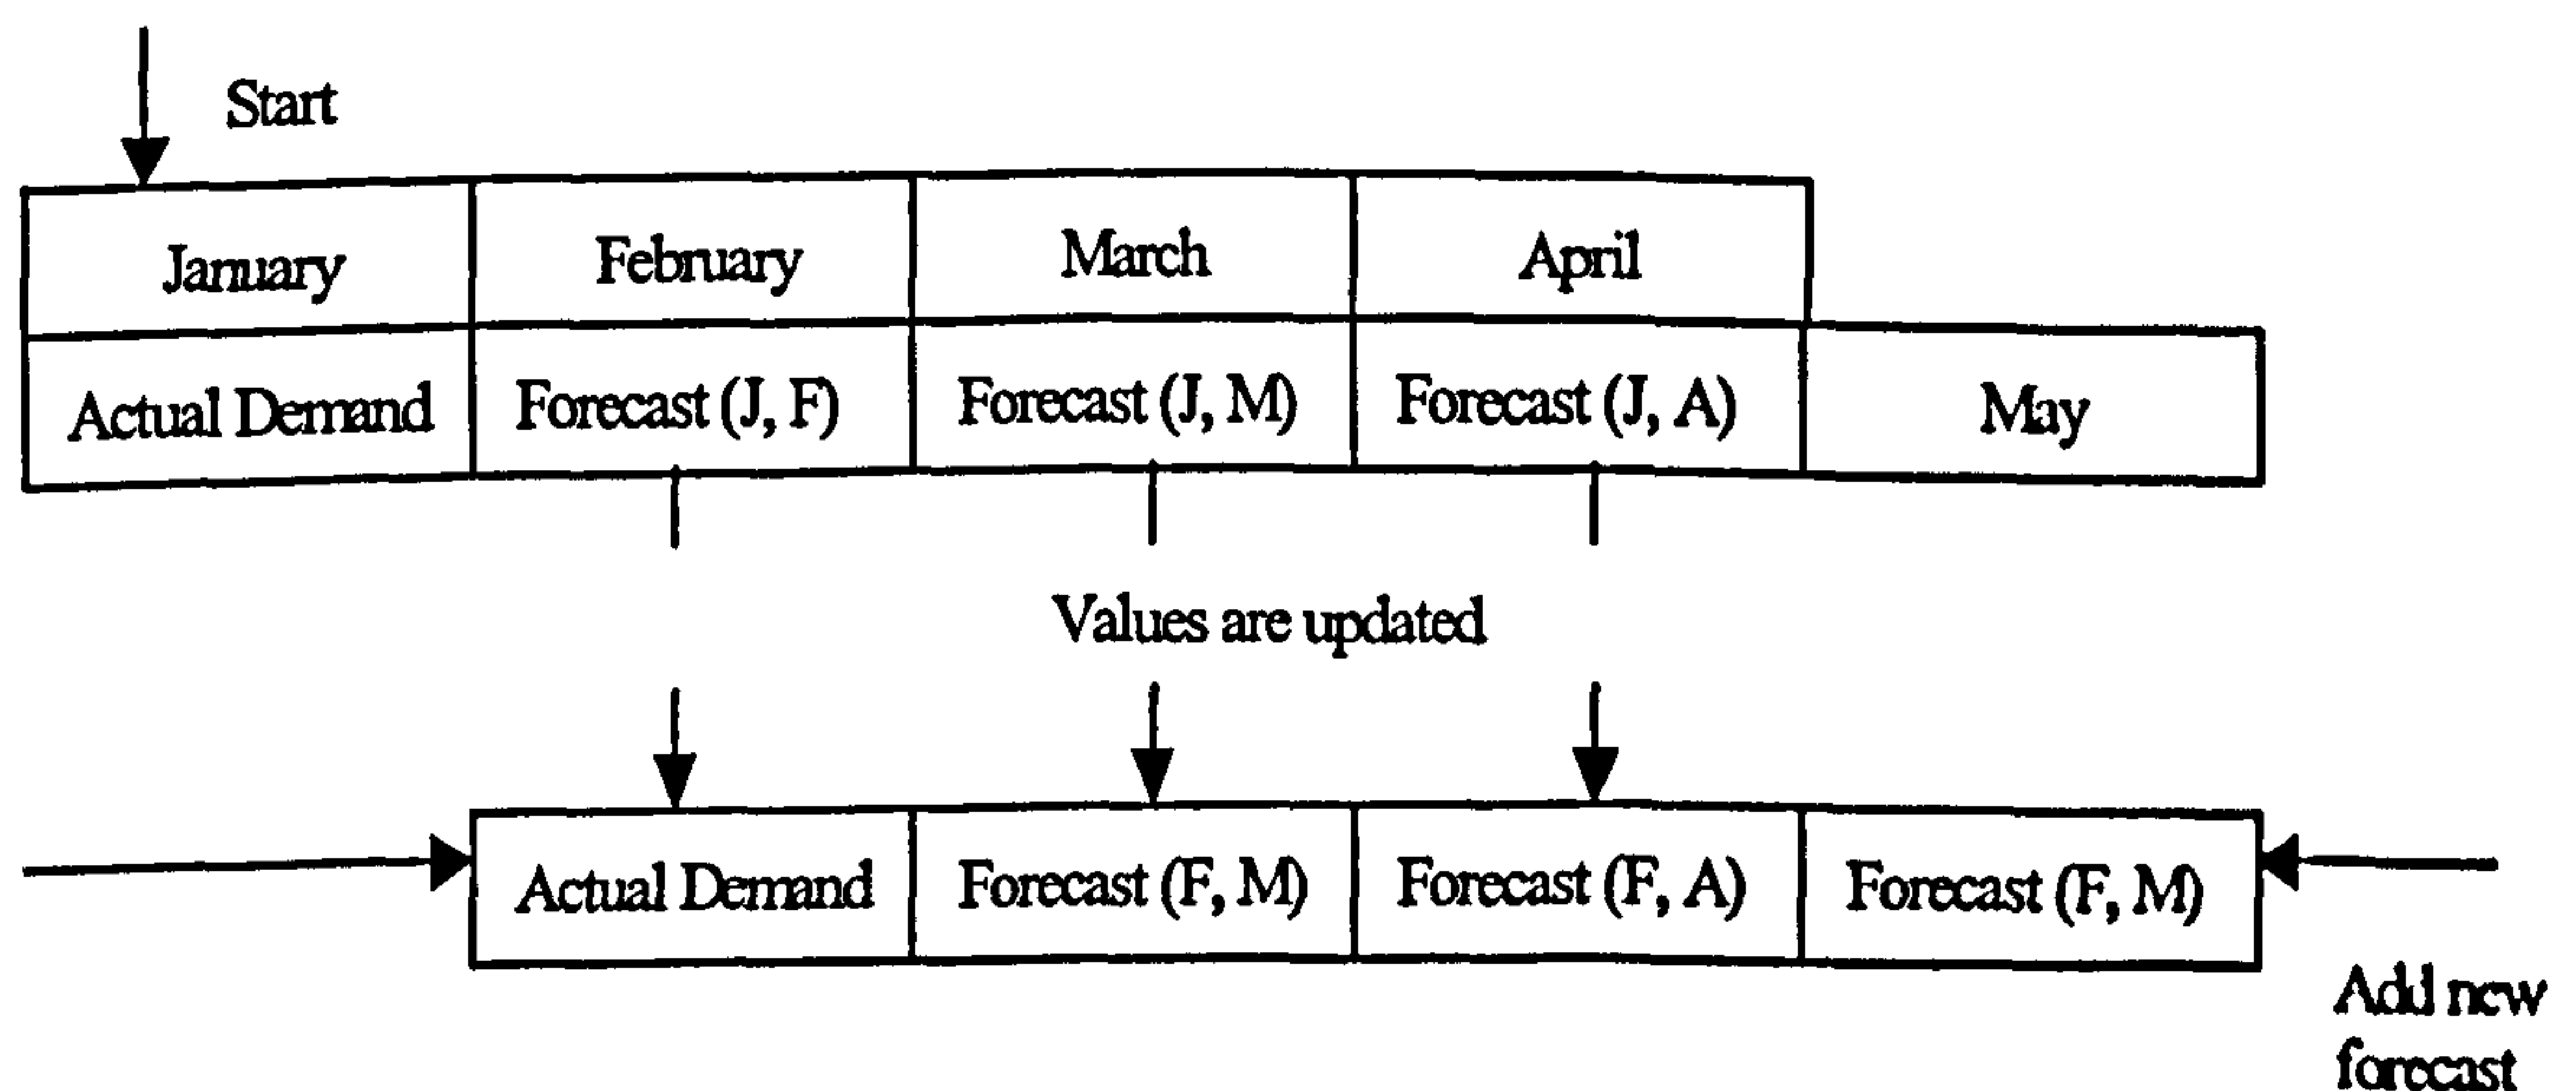 Start
January February March April
Actual Demand Forecast (J, F) Forecast (J, M) Forecast (J, A) May
Values are updated
Actual Demand Forecast (F, M) Forecast (F, A) Forecast (F, M)
Add new
forecast